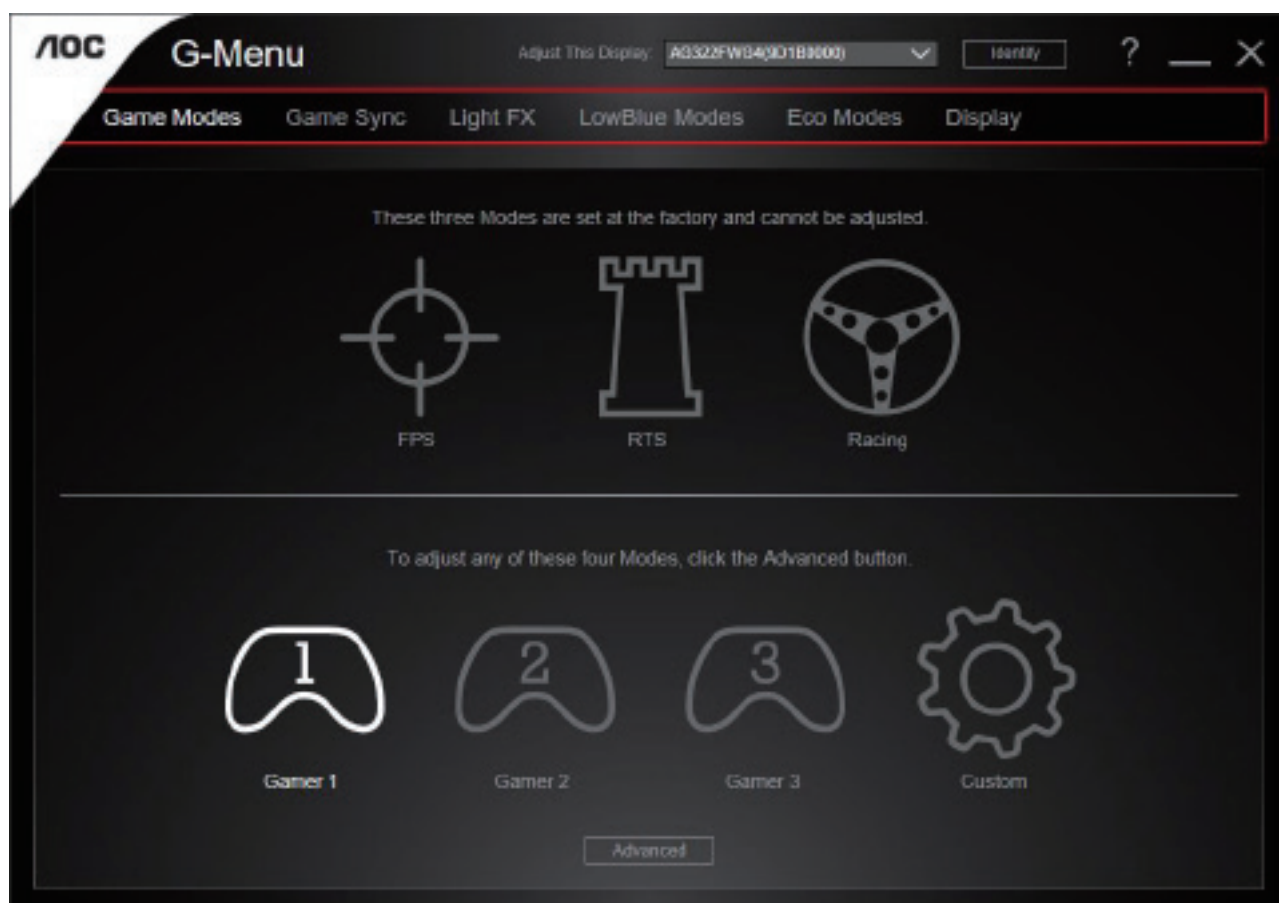 AOC
G-Menu
Adjust This Display:
Identify
?
Game Modes Game Sync Light FX LowBlue Modes Eco Modes Display
These three Modes are set at the factory and cannot be adjusted.
FPS RTS Racing
To adjust any of these four Modes, click the Advanced button.
1 2 3
Gamer 1 Gamer 2 Gamer 3 Custom
Advanced